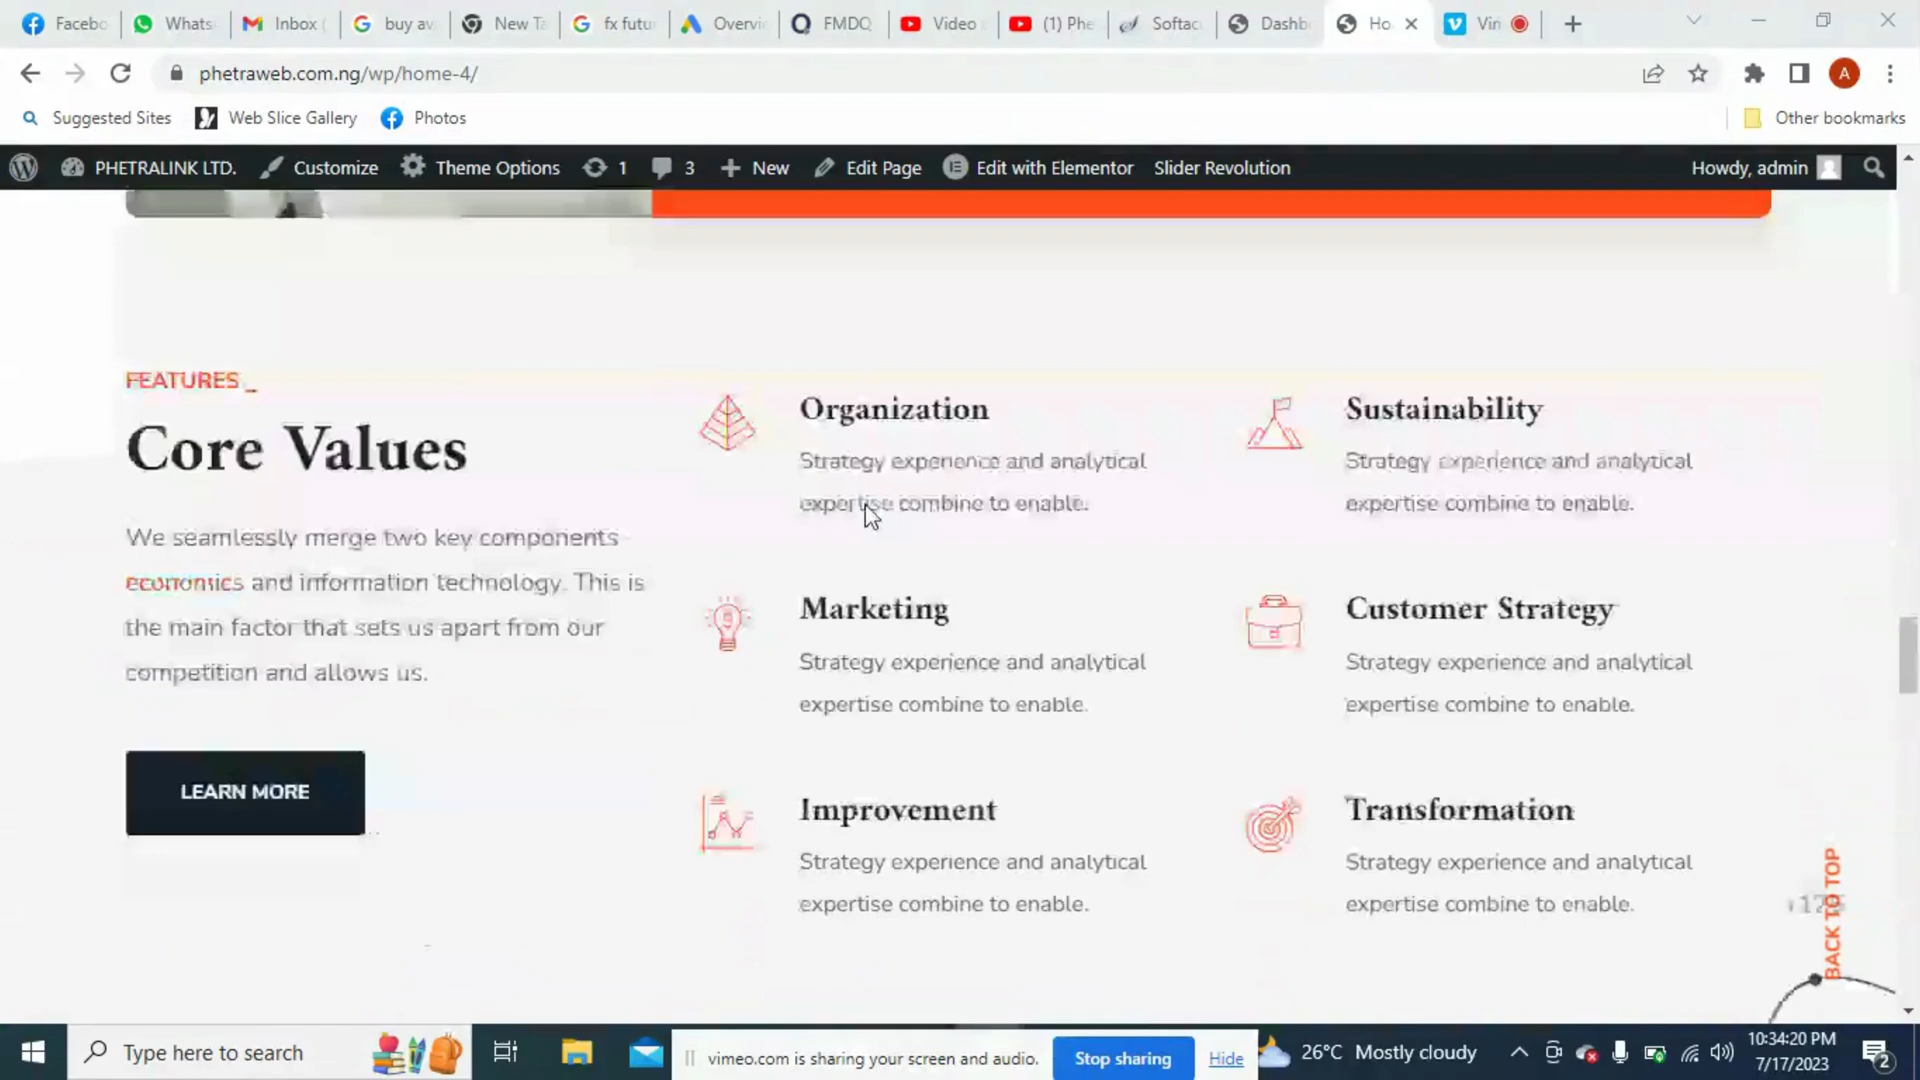 Facebo
Whats
Inbox (
buy av
New Ta
fx futu
Overvi
FMDQ
Video
(1) Phe
Softac
Dashb
Ho
Vin
phetraweb.com.ng/wp/home-4/
A
Suggested Sites
Web Slice Gallery
Photos
Other bookmarks
PHETRALINK LTD.
Customize
Theme Options
1
3
New
Edit Page
Edit with Elementor
Slider Revolution
Howdy, admin
FEATURES _
Core Values
We seamlessly merge two key components
economics and information technology. This is
the main factor that sets us apart from our
competition and allows us.
LEARN MORE
Organization
Strategy experience and analytical
expertise combine to enable.
Sustainability
Strategy experience and analytical
expertise combine to enable.
Marketing
Strategy experience and analytical
expertise combine to enable.
Customer Strategy
Strategy experience and analytical
expertise combine to enable.
Improvement
Strategy experience and analytical
expertise combine to enable.
Transformation
Strategy experience and analytical
expertise combine to enable.
BACK TO TOP
Type here to search
vimeo.com is sharing your screen and audio.
Stop sharing
Hide
26°C Mostly cloudy
10:34:20 PM
7/17/2023
2